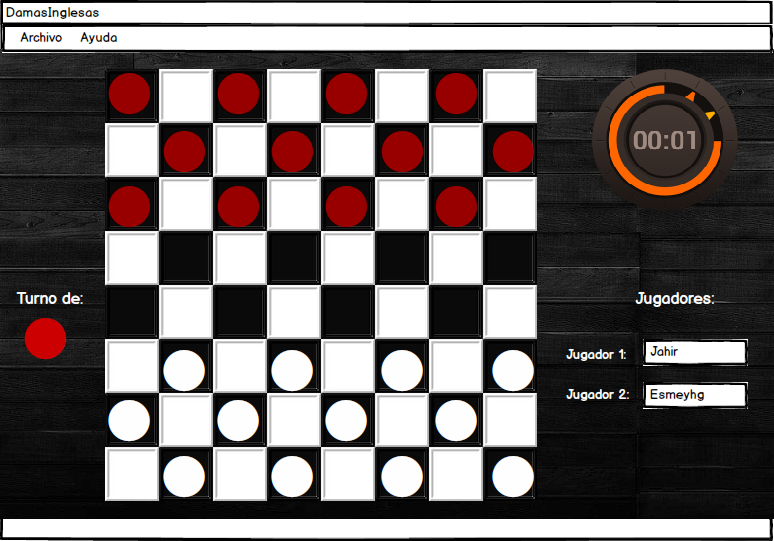 DamasInglesas
Archivo Ayuda
00:01
Turno de:
Jugadores:
Jugador 1: Jahir
Jugador 2: Esmeyhg